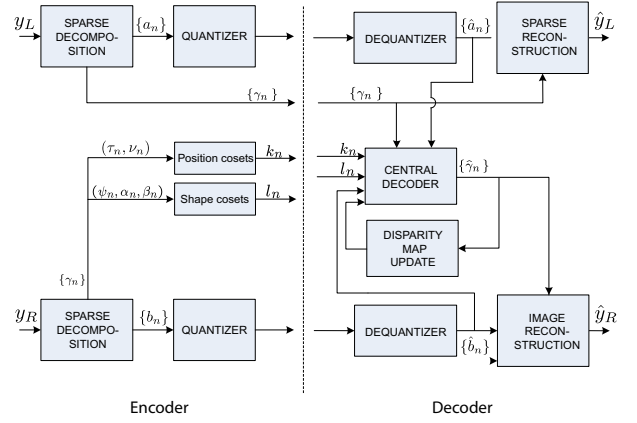 y_L
SPARSE
DECOMPO-
SITION
{a_n}
QUANTIZER
{γ_n}
(τ_n, ν_n)
Position cosets
k_n
(ψ_n, α_n, β_n)
Shape cosets
l_n
{γ_n}
y_R
SPARSE
DECOMPO-
SITION
{b_n}
QUANTIZER
Encoder
DEQUANTIZER
{â_n}
SPARSE
RECON-
STRUCTION
ŷ_L
{γ_n}
k_n
l_n
CENTRAL
DECODER
{γ̂_n}
DISPARITY
MAP
UPDATE
DEQUANTIZER
{b̂_n}
IMAGE
RECON-
STRUCTION
ŷ_R
Decoder